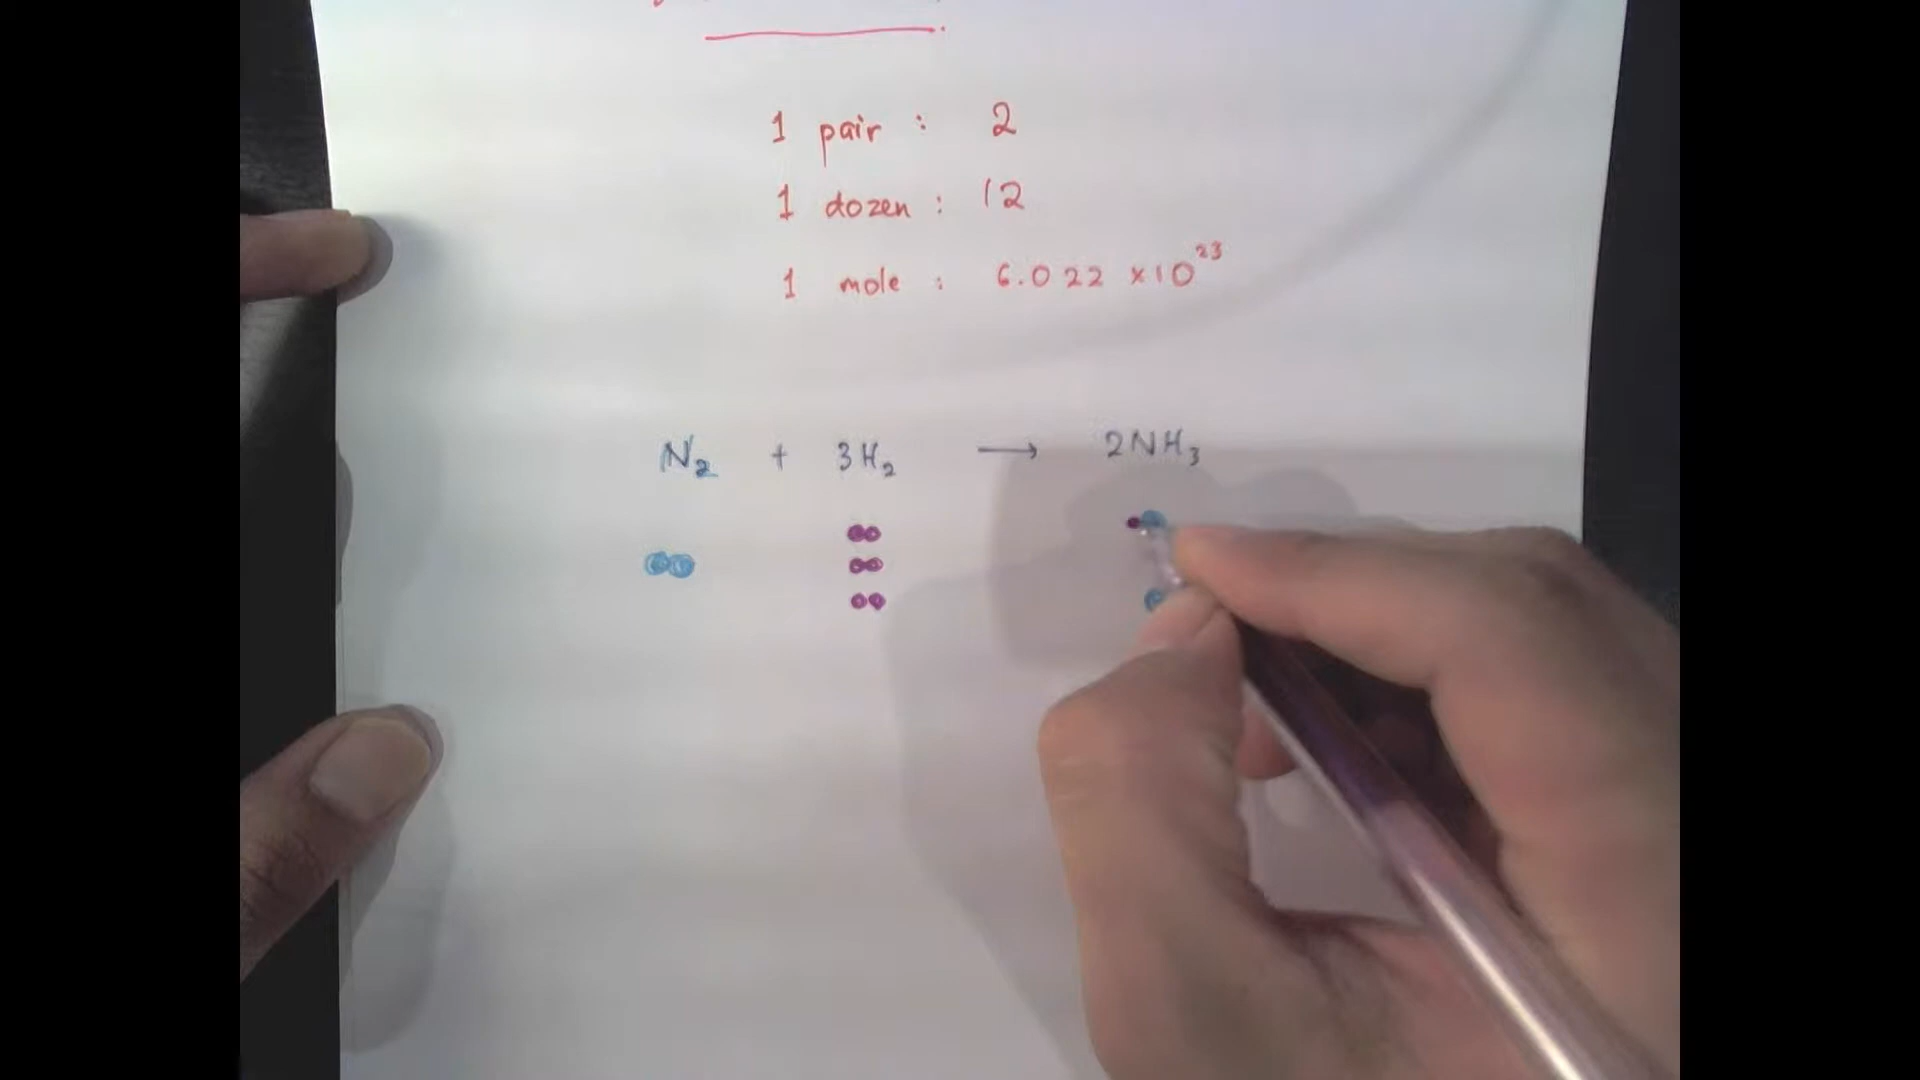 1 pair : 2
1 dozen : 12
1 mole : 6.022 ×10²³
N₂ + 3H₂ ⟶ 2NH₃